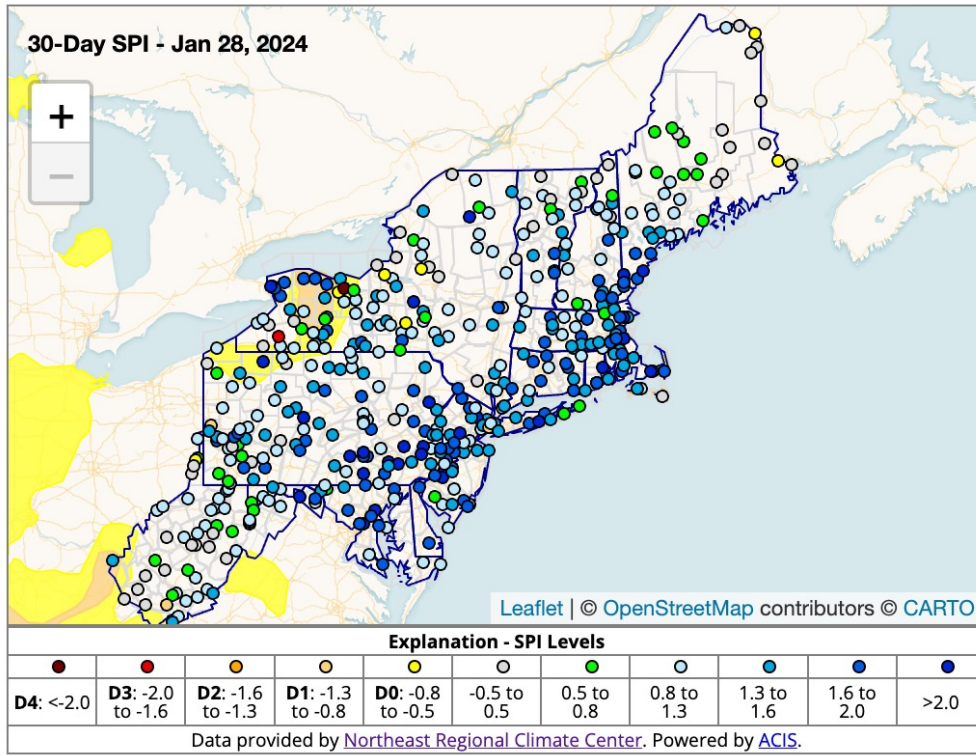 30-Day SPI - Jan 28, 2024
+
−
Leaflet | © OpenStreetMap contributors © CARTO
Explanation - SPI Levels
D4: <-2.0
D3: -2.0 to -1.6
D2: -1.6 to -1.3
D1: -1.3 to -0.8
D0: -0.8 to -0.5
-0.5 to 0.5
0.5 to 0.8
0.8 to 1.3
1.3 to 1.6
1.6 to 2.0
>2.0
Data provided by Northeast Regional Climate Center. Powered by ACIS.